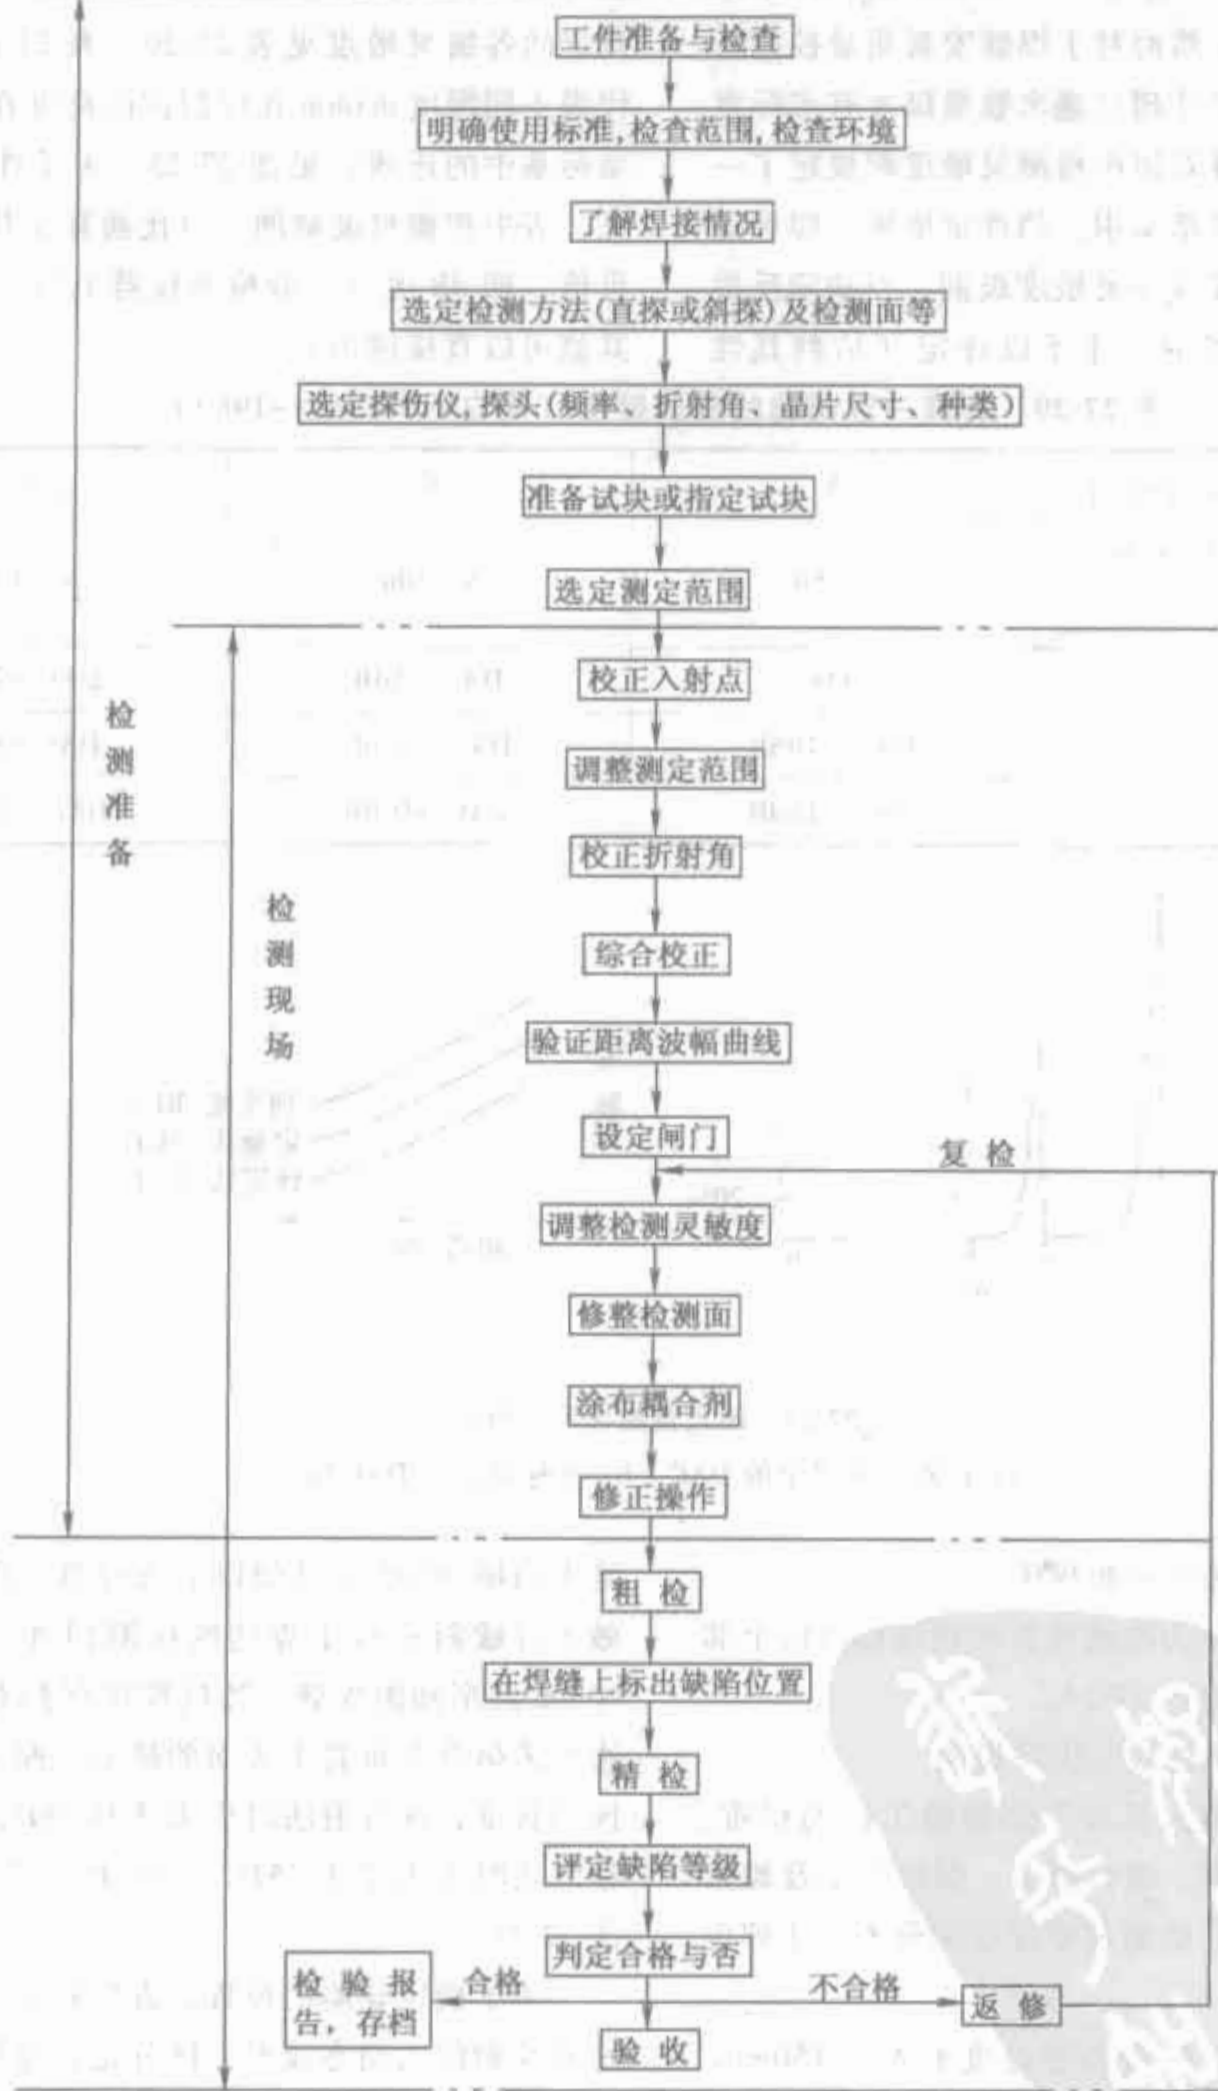 工件准备与检查
明确使用标准,检查范围,检查环境
了解焊接情况
选定检测方法(直探或斜探)及检测面等
选定探伤仪,探头(频率、折射角、晶片尺寸、种类)
准备试块或指定试块
选定测定范围
检测准备
检测现场
校正入射点
调整测定范围
校正折射角
综合校正
验证距离波幅曲线
设定闸门
复 检
调整检测灵敏度
修整检测面
涂布耦合剂
修正操作
粗 检
在焊缝上标出缺陷位置
精 检
评定缺陷等级
判定合格与否
检 验 报
告，存档
合格
不合格
返 修
验 收